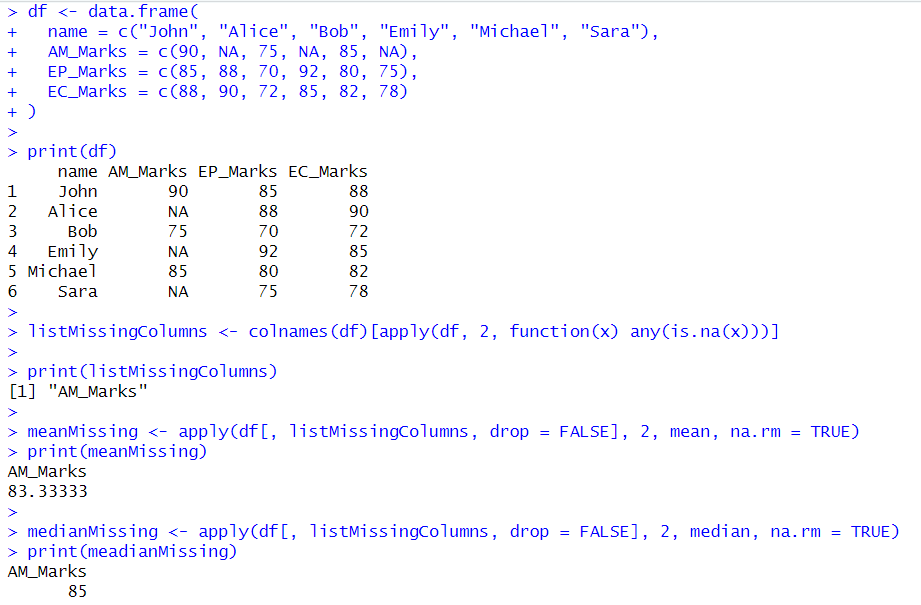 > df <- data.frame(
+   name = c("John", "Alice", "Bob", "Emily", "Michael", "Sara"),
+   AM_Marks = c(90, NA, 75, NA, 85, NA),
+   EP_Marks = c(85, 88, 70, 92, 80, 75),
+   EC_Marks = c(88, 90, 72, 85, 82, 78)
+ )
>
> print(df)
     name AM_Marks EP_Marks EC_Marks
1    John       90       85       88
2   Alice       NA       88       90
3     Bob       75       70       72
4   Emily       NA       92       85
5 Michael       85       80       82
6    Sara       NA       75       78
>
> listMissingColumns <- colnames(df)[apply(df, 2, function(x) any(is.na(x)))]
>
> print(listMissingColumns)
[1] "AM_Marks"
>
> meanMissing <- apply(df[, listMissingColumns, drop = FALSE], 2, mean, na.rm = TRUE)
> print(meanMissing)
AM_Marks
83.33333
>
> medianMissing <- apply(df[, listMissingColumns, drop = FALSE], 2, median, na.rm = TRUE)
> print(meadianMissing)
AM_Marks
      85